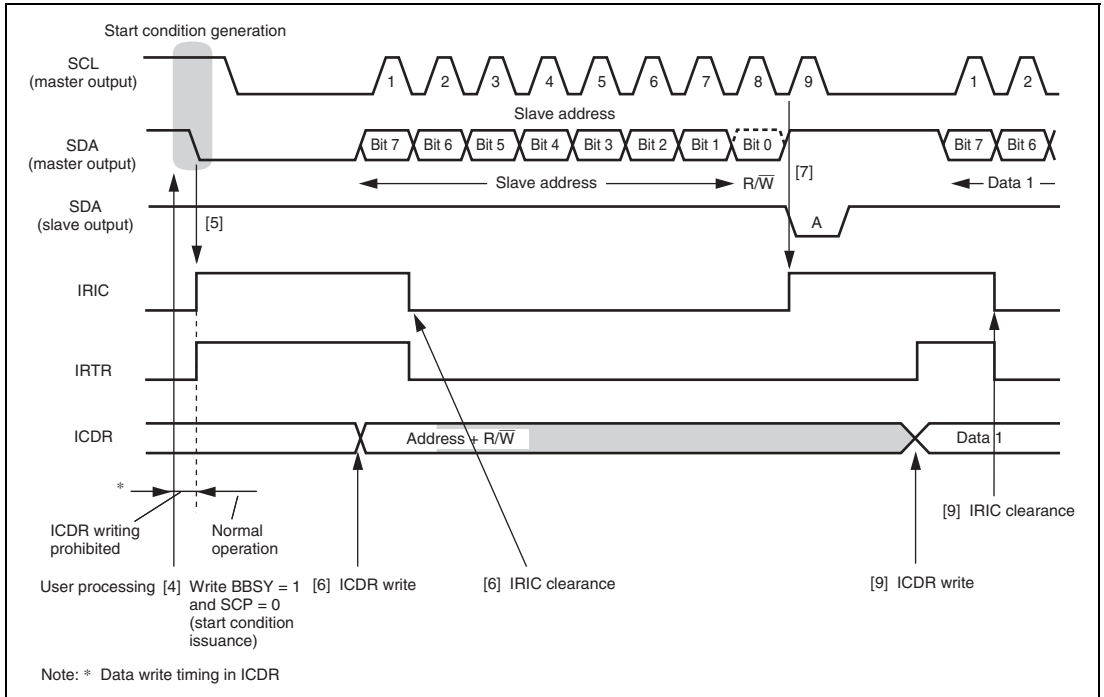 Start condition generation
SCL
(master output)
1 2 3 4 5 6 7 8 9 1 2
Slave address
SDA
(master output)
Bit 7 Bit 6 Bit 5 Bit 4 Bit 3 Bit 2 Bit 1 Bit 0 Bit 7 Bit 6
Slave address R/W̅ [7] Data 1
SDA
(slave output)
[5] A
IRIC
IRTR
ICDR Address + R/W̅ Data 1
*
ICDR writing
prohibited
Normal
operation
[9] IRIC clearance
User processing [4] Write BBSY = 1
and SCP = 0
(start condition
issuance)
[6] ICDR write [6] IRIC clearance [9] ICDR write
Note: * Data write timing in ICDR